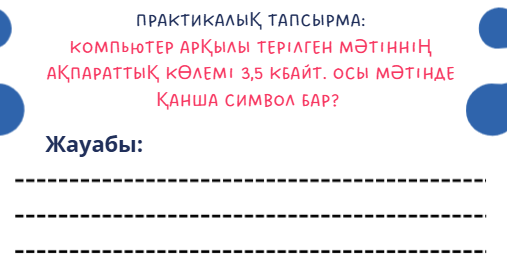 ПРАКТИКАЛЫҚ ТАПСЫРМА:
КОМПЬЮТЕР АРҚЫЛЫ ТЕРІЛГЕН МӘТІННІҢ
АҚПАРАТТЫҚ КӨЛЕМІ 3,5 КБАЙТ. ОСЫ МӘТІНДЕ
ҚАНША СИМВОЛ БАР?
Жауабы: